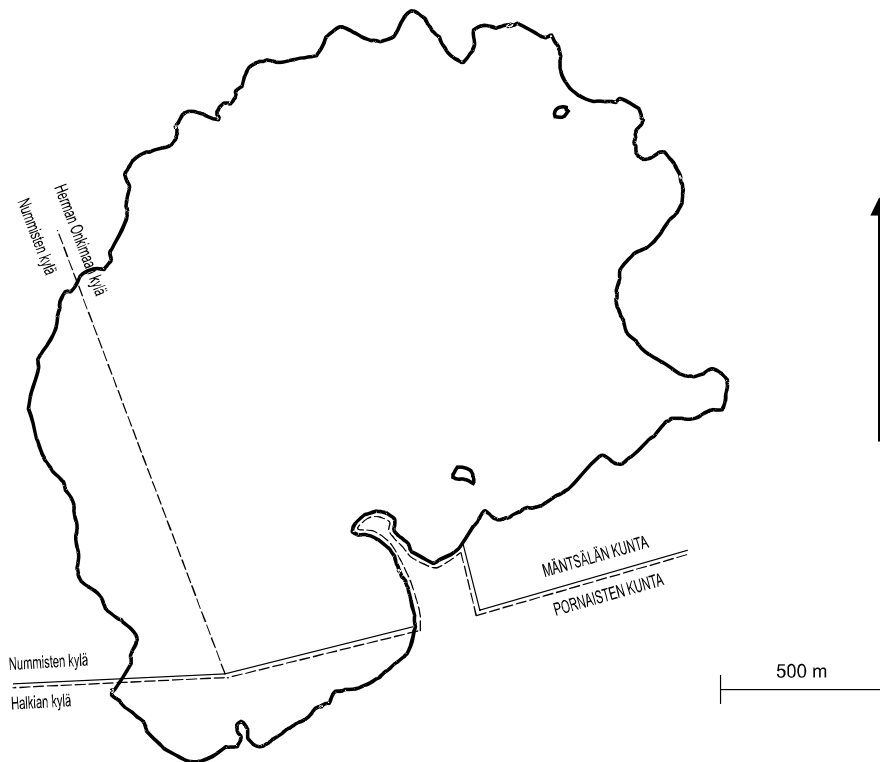 Nummisten kylä
Herman Onkimaan kylä
MÄNTSÄLÄN KUNTA
PORNAISTEN KUNTA
Nummisten kylä
Halkian kylä
500 m